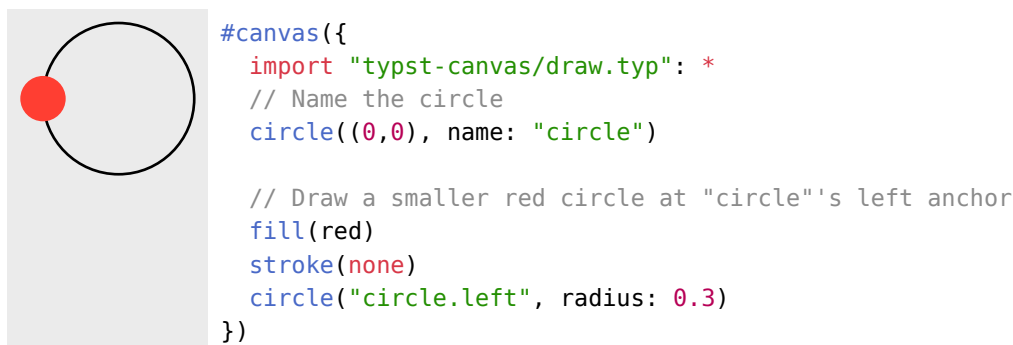 #canvas({
  import "typst-canvas/draw.typ": *
  // Name the circle
  circle((0,0), name: "circle")

  // Draw a smaller red circle at "circle"'s left anchor
  fill(red)
  stroke(none)
  circle("circle.left", radius: 0.3)
})